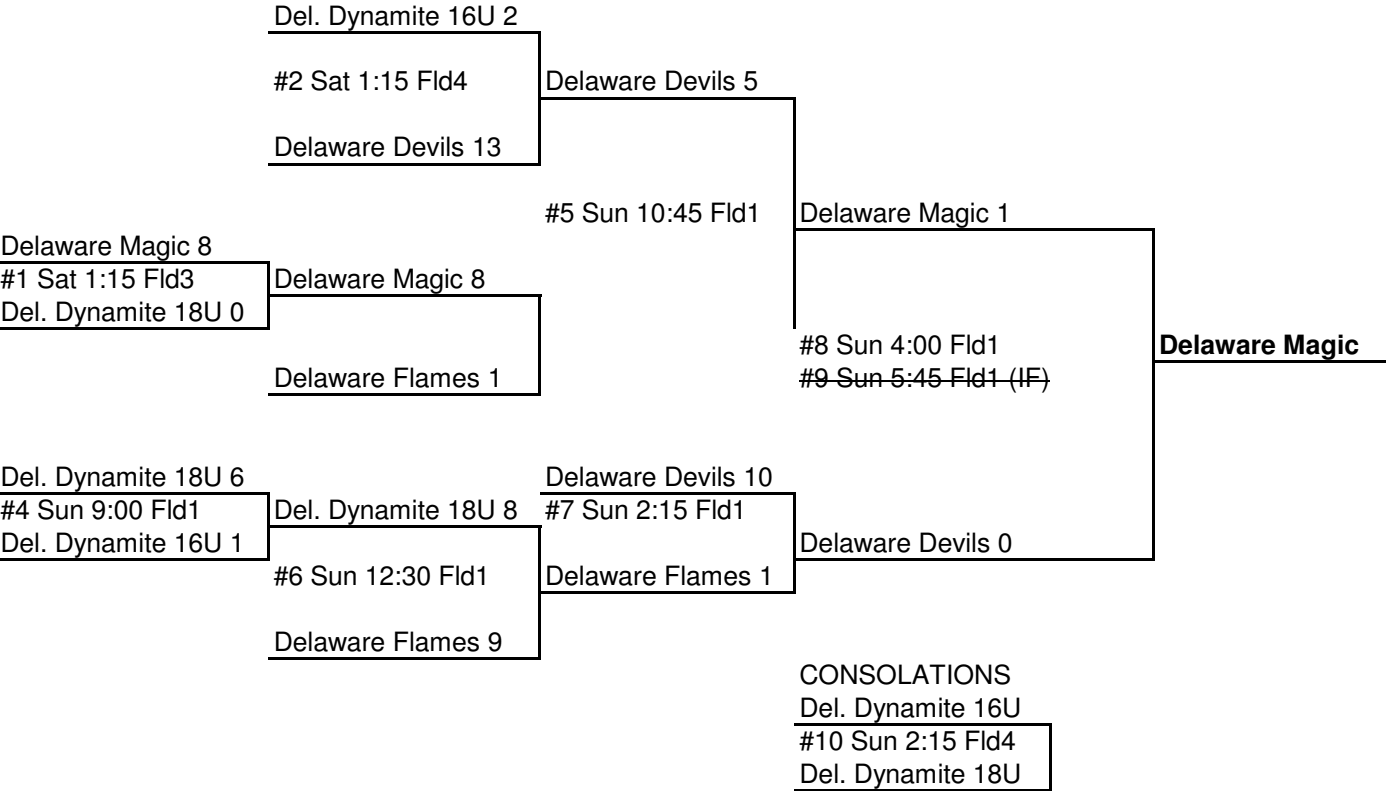 Del. Dynamite 16U 2
#2 Sat 1:15 Fld4
Delaware Devils 5
Delaware Devils 13
#5 Sun 10:45 Fld1
Delaware Magic 1
Delaware Magic 8
#1 Sat 1:15 Fld3
Delaware Magic 8
Del. Dynamite 18U 0
#8 Sun 4:00 Fld1
Delaware Magic
Delaware Flames 1
#9 Sun 5:45 Fld1 (IF)
Del. Dynamite 18U 6
Delaware Devils 10
#4 Sun 9:00 Fld1
Del. Dynamite 18U 8
#7 Sun 2:15 Fld1
Del. Dynamite 16U 1
Delaware Devils 0
#6 Sun 12:30 Fld1
Delaware Flames 1
Delaware Flames 9
CONSOLATIONS
Del. Dynamite 16U
#10 Sun 2:15 Fld4
Del. Dynamite 18U